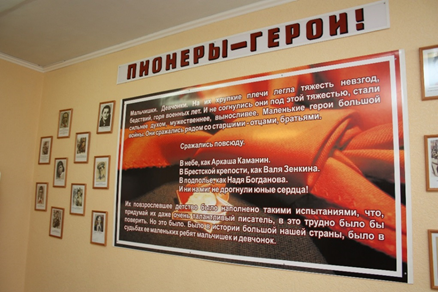 ПИОНЕРЫ–ГЕРОИ!
Мальчишки. Девчонки. На их хрупкие плечи легла тяжесть невзгод,
бедствий, горя военных лет. И не согнулись они под этой тяжестью, стали
сильнее духом, мужественнее, выносливее. Маленькие герои большой
войны. Они сражались рядом со старшими - отцами, братьями.
Сражались повсюду.
В небе, как Аркаша Каманин.
В Брестской крепости, как Валя Зенкина.
В подполье, как Надя Богданова.
И ни на миг не дрогнули юные сердца!
Их повзрослевшее детство было наполнено такими испытаниями, что,
придумай их даже очень талантливый писатель, в это трудно было бы
поверить. Но это было. Было в истории большой нашей страны, было в
судьбах ее маленьких ребят мальчишек и девчонок.